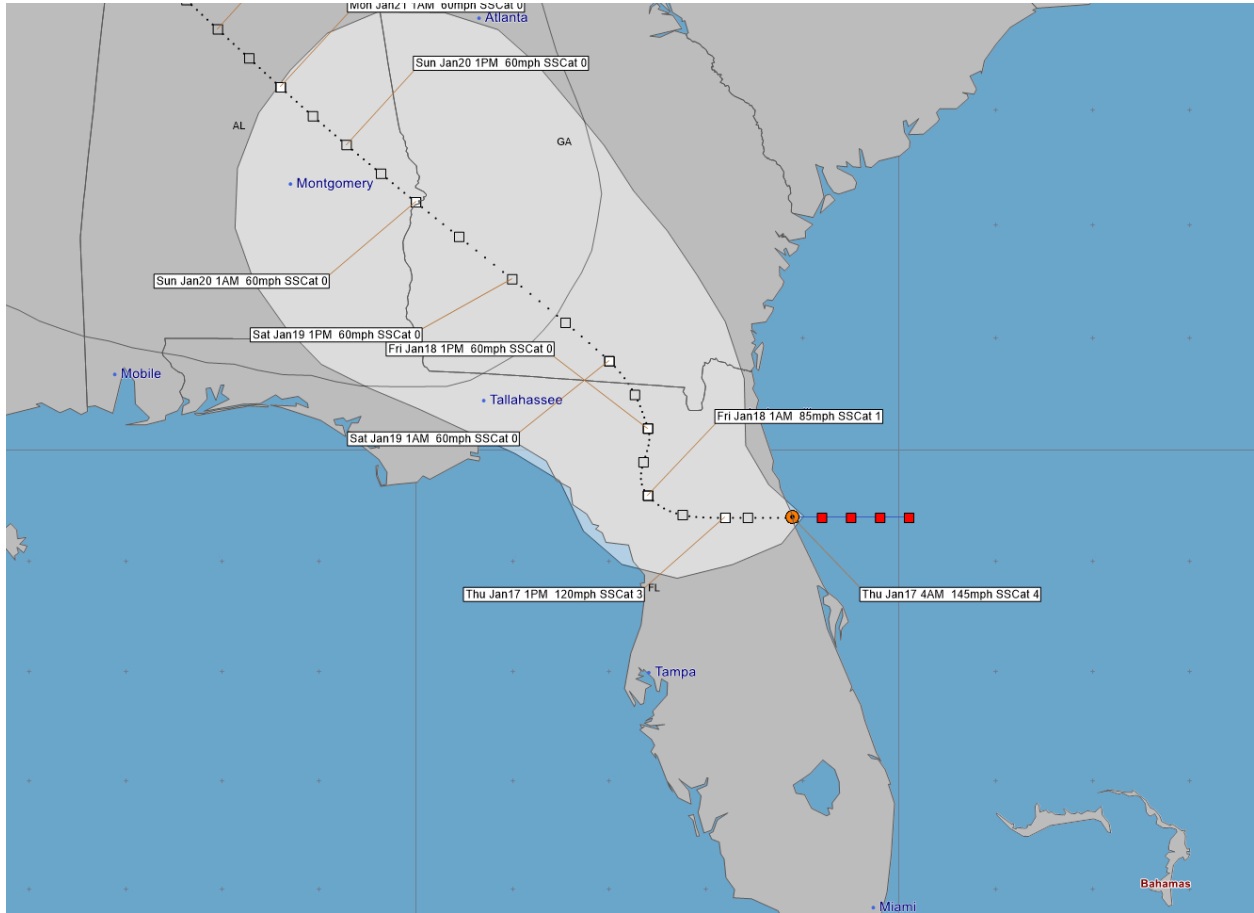 Mon Jan21 1AM 60mph SSCat 0
Atlanta
Sun Jan20 1PM 60mph SSCat 0
AL
GA
Montgomery
Sun Jan20 1AM 60mph SSCat 0
Sat Jan19 1PM 60mph SSCat 0
Fri Jan18 1PM 60mph SSCat 0
Mobile
Tallahassee
Fri Jan18 1AM 85mph SSCat 1
Sat Jan19 1AM 60mph SSCat 0
Thu Jan17 1PM 120mph SSCat 3
FL
Thu Jan17 4AM 145mph SSCat 4
Tampa
Bahamas
Miami